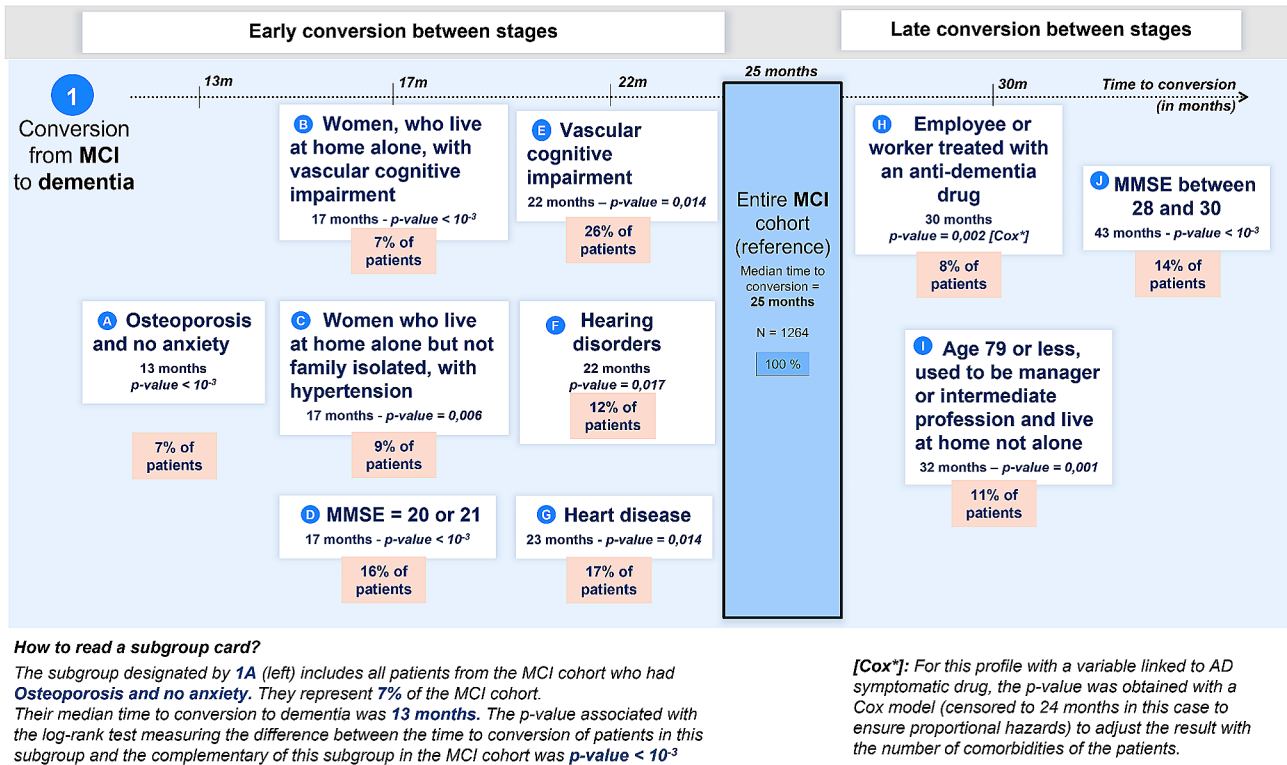 Early conversion between stages
Late conversion between stages
1
Conversion
from MCI
to dementia
13m
17m
22m
25 months
30m
Time to conversion
(in months)
B Women, who live
at home alone, with
vascular cognitive
impairment
17 months - p-value < 10-3
7% of
patients
E Vascular
cognitive
impairment
22 months – p-value = 0,014
26% of
patients
A Osteoporosis
and no anxiety
13 months
p-value < 10-3
7% of
patients
C Women who live
at home alone but not
family isolated, with
hypertension
17 months - p-value = 0,006
9% of
patients
F Hearing
disorders
22 months
p-value = 0,017
12% of
patients
D MMSE = 20 or 21
17 months - p-value < 10-3
16% of
patients
G Heart disease
23 months - p-value = 0,014
17% of
patients
Entire MCI
cohort
(reference)
Median time to
conversion =
25 months
N = 1264
100 %
H Employee or
worker treated with
an anti-dementia
drug
30 months
p-value = 0,002 [Cox*]
8% of
patients
J MMSE between
28 and 30
43 months - p-value < 10-3
14% of
patients
I Age 79 or less,
used to be manager
or intermediate
profession and live
at home not alone
32 months – p-value = 0,001
11% of
patients
How to read a subgroup card?
The subgroup designated by 1A (left) includes all patients from the MCI cohort who had
Osteoporosis and no anxiety. They represent 7% of the MCI cohort.
Their median time to conversion to dementia was 13 months. The p-value associated with
the log-rank test measuring the difference between the time to conversion of patients in this
subgroup and the complementary of this subgroup in the MCI cohort was p-value < 10-3
[Cox*]: For this profile with a variable linked to AD
symptomatic drug, the p-value was obtained with a
Cox model (censored to 24 months in this case to
ensure proportional hazards) to adjust the result with
the number of comorbidities of the patients.